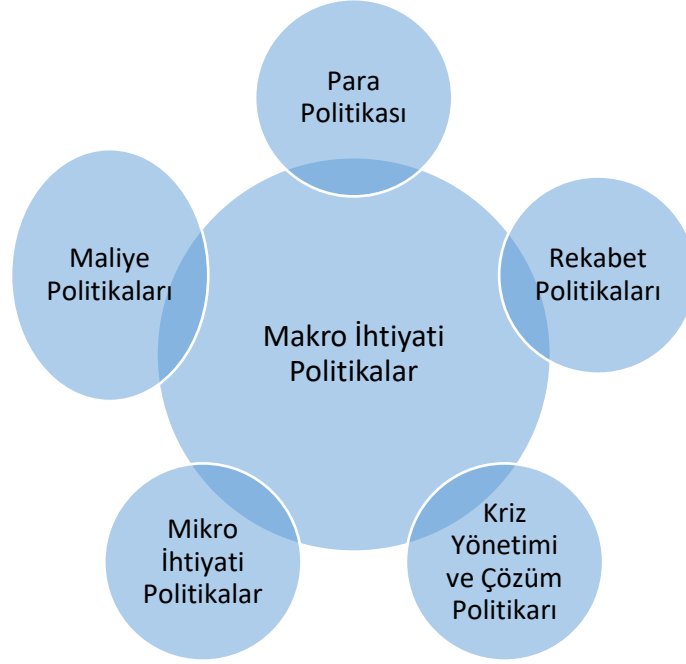 Para
Politikası
Maliye
Politikaları
Rekabet
Politikaları
Makro İhtiyati
Politikalar
Mikro
İhtiyati
Politikalar
Kriz
Yönetimi
ve Çözüm
Politikarı